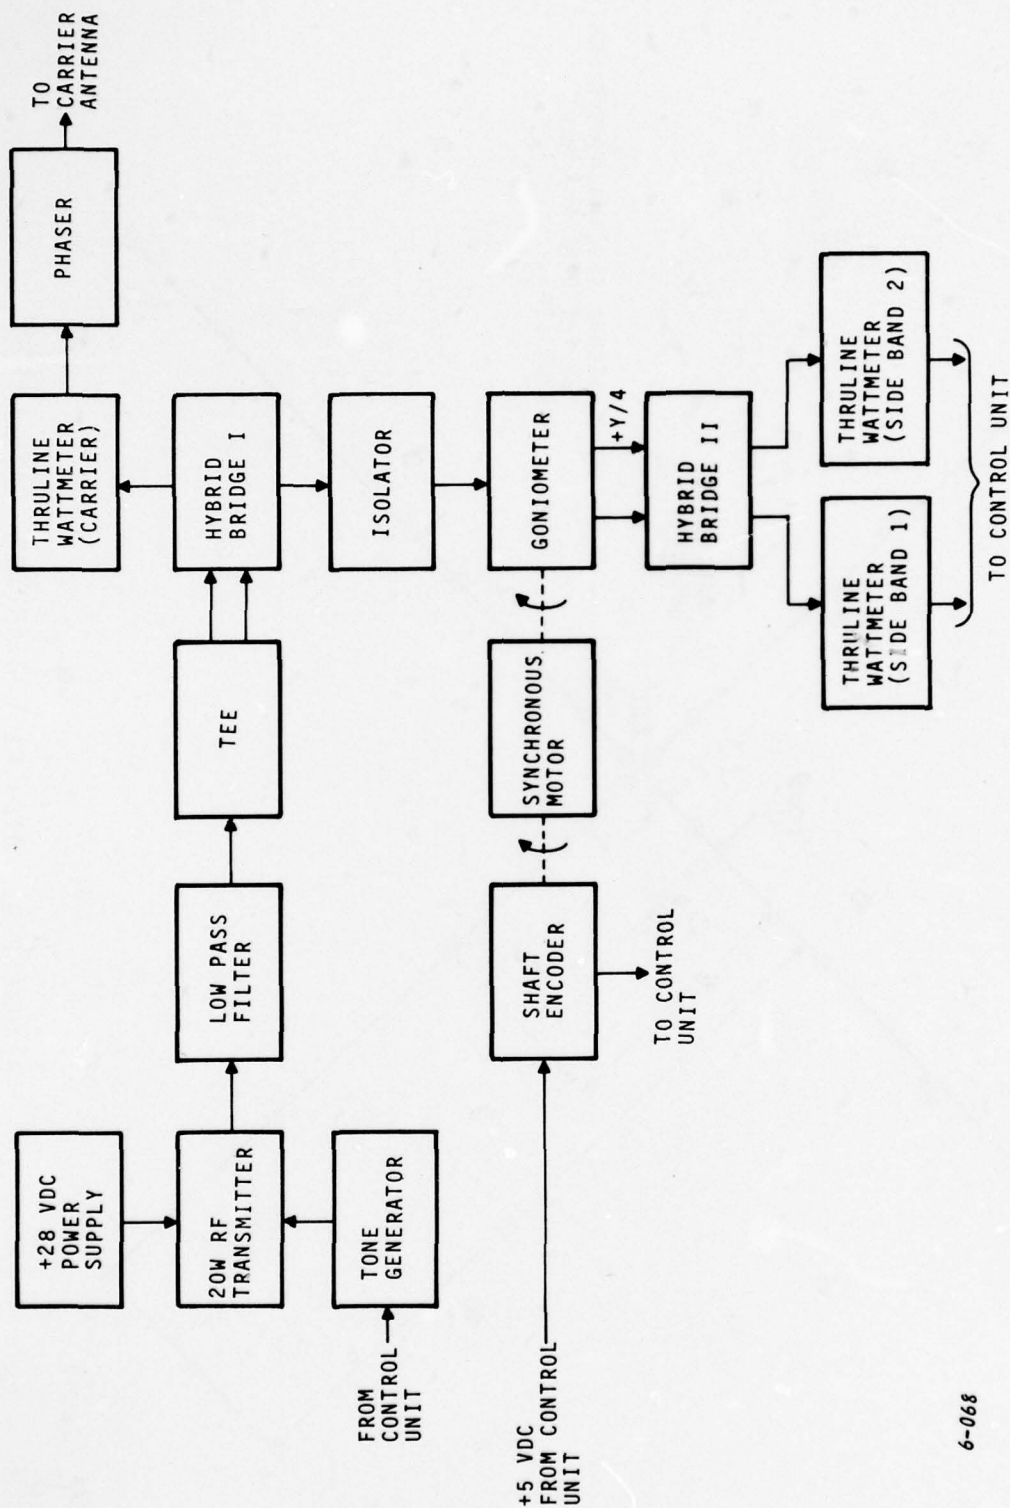 +28 VDC
POWER
SUPPLY
20W RF
TRANSMITTER
TONE
GENERATOR
FROM
CONTROL
UNIT
LOW PASS
FILTER
TEE
THRULINE
WATTMETER
(CARRIER)
PHASER
TO
CARRIER
ANTENNA
HYBRID
BRIDGE I
ISOLATOR
+5 VDC
FROM CONTROL
UNIT
SHAFT
ENCODER
TO CONTROL
UNIT
SYNCHRONOUS
MOTOR
GONIOMETER
+Y/4
HYBRID
BRIDGE II
THRULINE
WATTMETER
(SIDE BAND 1)
THRULINE
WATTMETER
(SIDE BAND 2)
TO CONTROL UNIT
6-068